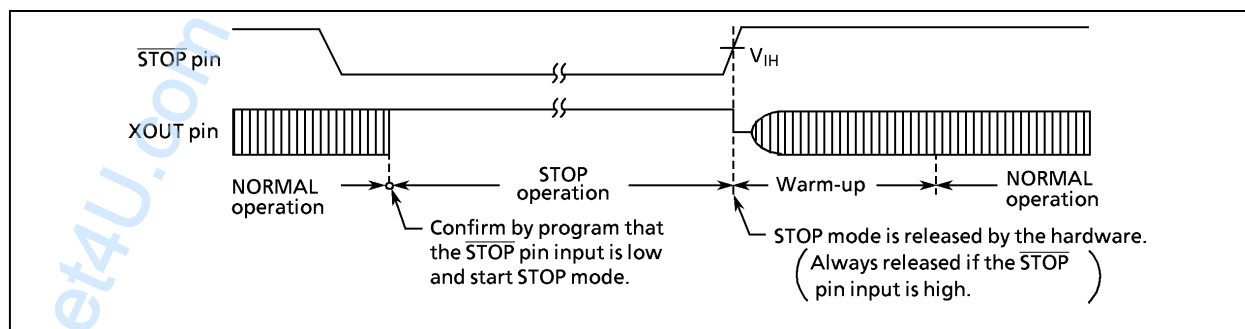 STOP pin
VIH
XOUT pin
NORMAL
operation
STOP
operation
Warm-up
NORMAL
operation
Confirm by program that
the STOP pin input is low
and start STOP mode.
STOP mode is released by the hardware.
(Always released if the STOP
pin input is high.)
et4U.com